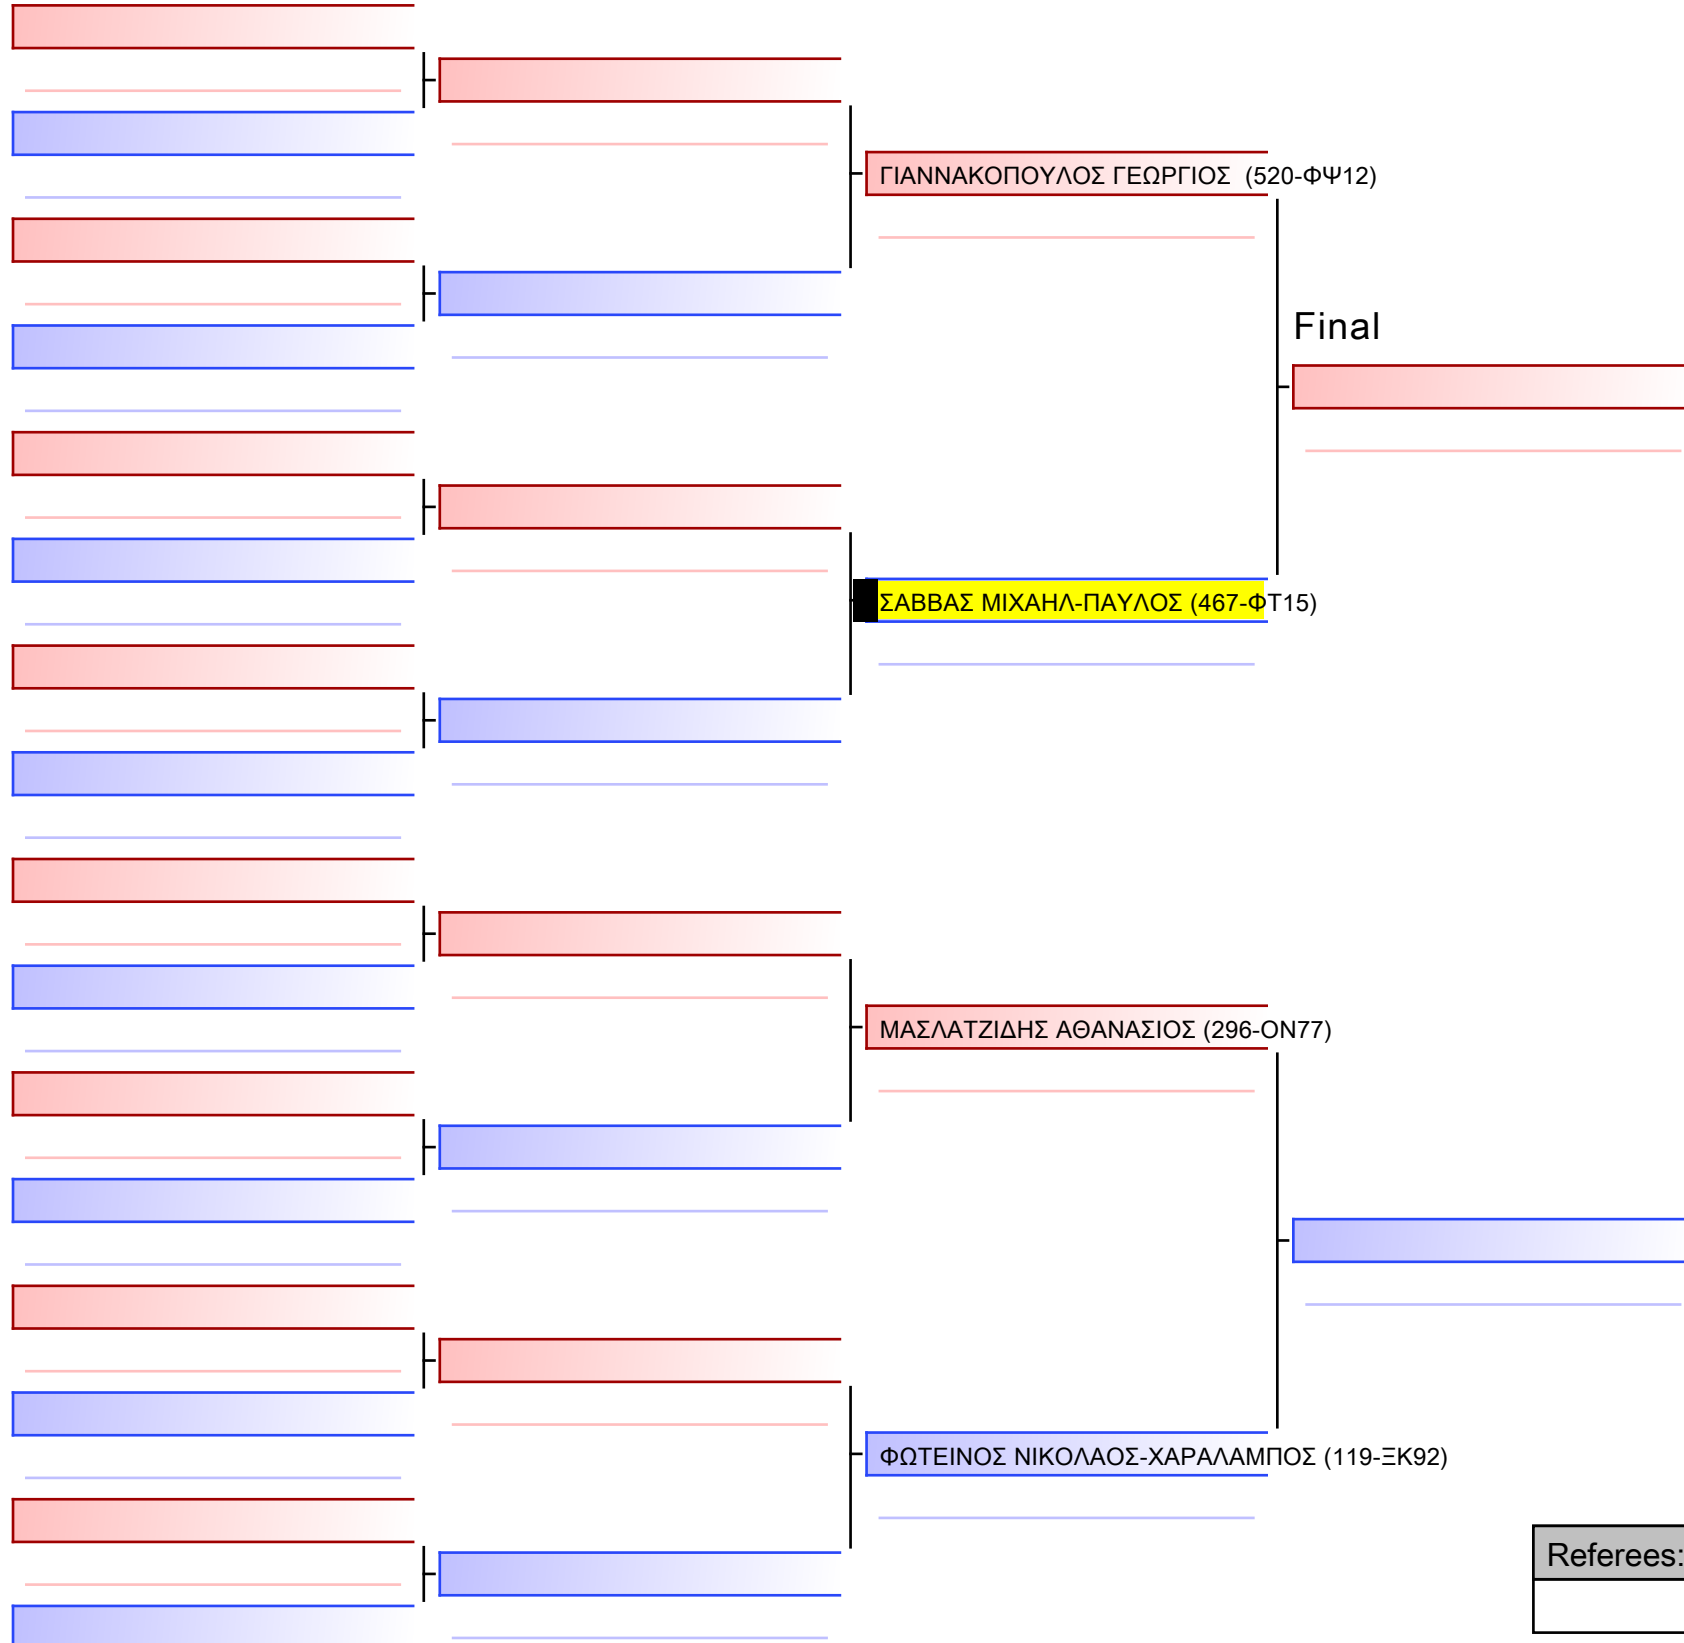 ΓΙΑΝΝΑΚΟΠΟΥΛΟΣ ΓΕΩΡΓΙΟΣ (520-ΦΨ12)
Final
ΣΑΒΒΑΣ ΜΙΧΑΗΛ-ΠΑΥΛΟΣ (467-ΦΤ15)
ΜΑΣΛΑΤΖΙΔΗΣ ΑΘΑΝΑΣΙΟΣ (296-ΟΝ77)
ΦΩΤΕΙΝΟΣ ΝΙΚΟΛΑΟΣ-ΧΑΡΑΛΑΜΠΟΣ (119-ΞΚ92)
Referees: